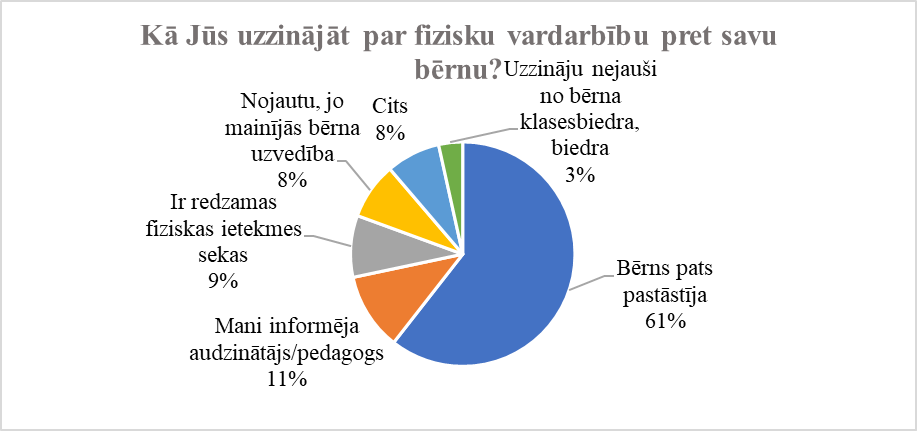 Kā Jūs uzzinājāt par fizisku vardarbību pret savu
bērnu?
Uzzināju nejauši
no bērna
klasesbiedra,
biedra
3%
Cits
8%
Nojautu, jo
mainījās bērna
uzvedība
8%
Ir redzamas
fiziskas ietekmes
sekas
9%
Mani informēja
audzinātājs/pedagogs
11%
Bērns pats
pastāstīja
61%